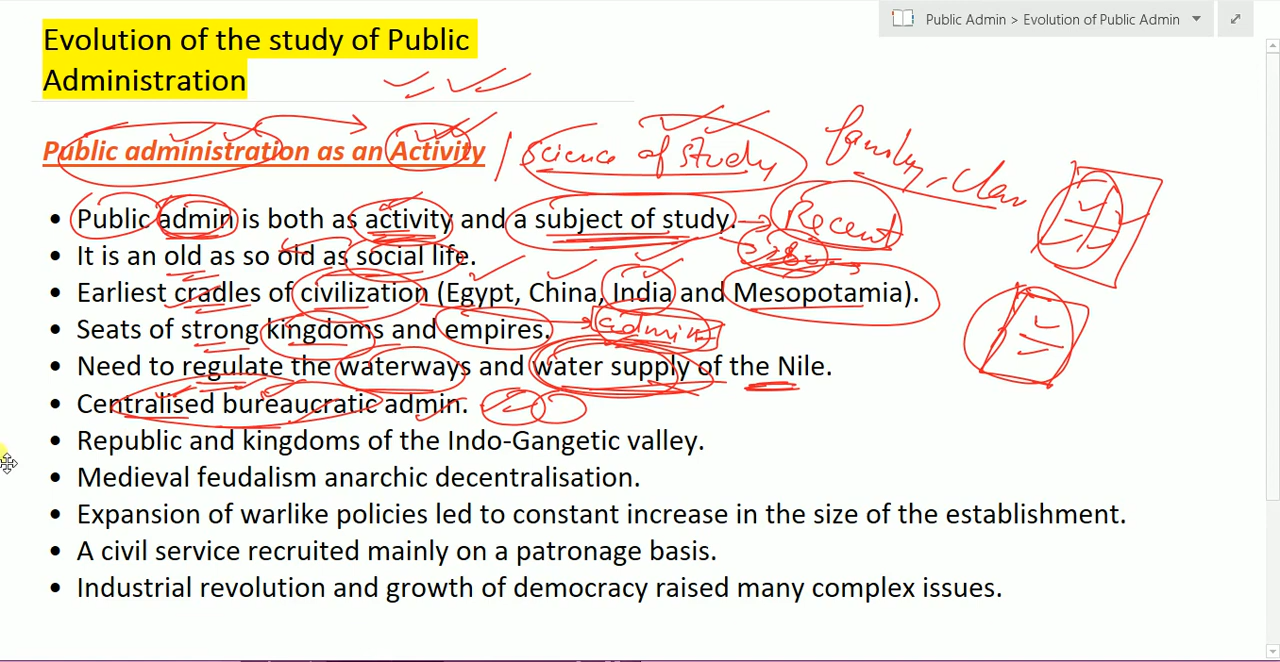 Public Admin > Evolution of Public Admin
Evolution of the study of Public
Administration
Public administration as an Activity / Science of Study family-Clan
• Public admin is both as activity and a subject of study. Recent
• It is an old as so old as social life.
• Earliest cradles of civilization (Egypt, China, India and Mesopotamia).
• Seats of strong kingdoms and empires. admin
• Need to regulate the waterways and water supply of the Nile.
• Centralised bureaucratic admin.
• Republic and kingdoms of the Indo-Gangetic valley.
• Medieval feudalism anarchic decentralisation.
• Expansion of warlike policies led to constant increase in the size of the establishment.
• A civil service recruited mainly on a patronage basis.
• Industrial revolution and growth of democracy raised many complex issues.